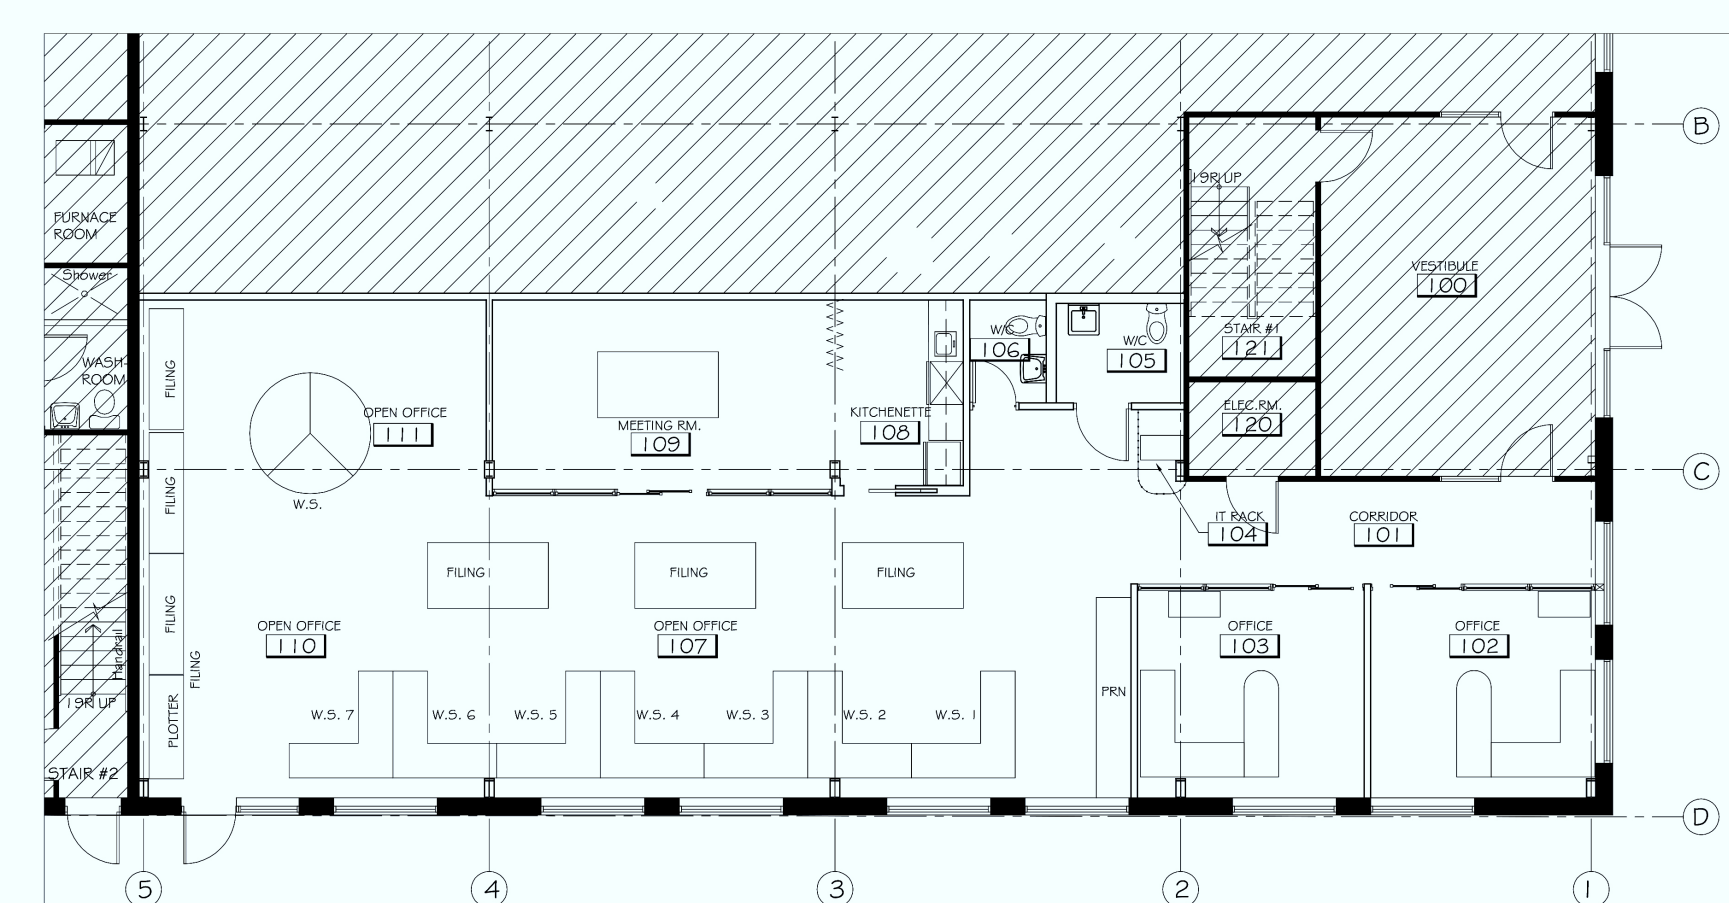 B
19R UP
FURNACE
ROOM
VESTIBULE
100
Shower
STAIR #1
121
W/C
106
W/C
105
WASH-
ROOM
FILING
OPEN OFFICE
111
MEETING RM.
109
KITCHENETTE
108
ELEC.RM.
120
C
W.S.
FILING
IT RACK
104
CORRIDOR
101
FILING
FILING
FILING
FILING
OPEN OFFICE
110
OPEN OFFICE
107
OFFICE
103
OFFICE
102
Handrail
FILING
19R UP
PLOTTER
PRN
W.S. 7
W.S. 6
W.S. 5
W.S. 4
W.S. 3
W.S. 2
W.S. 1
STAIR #2
D
5
4
3
2
1